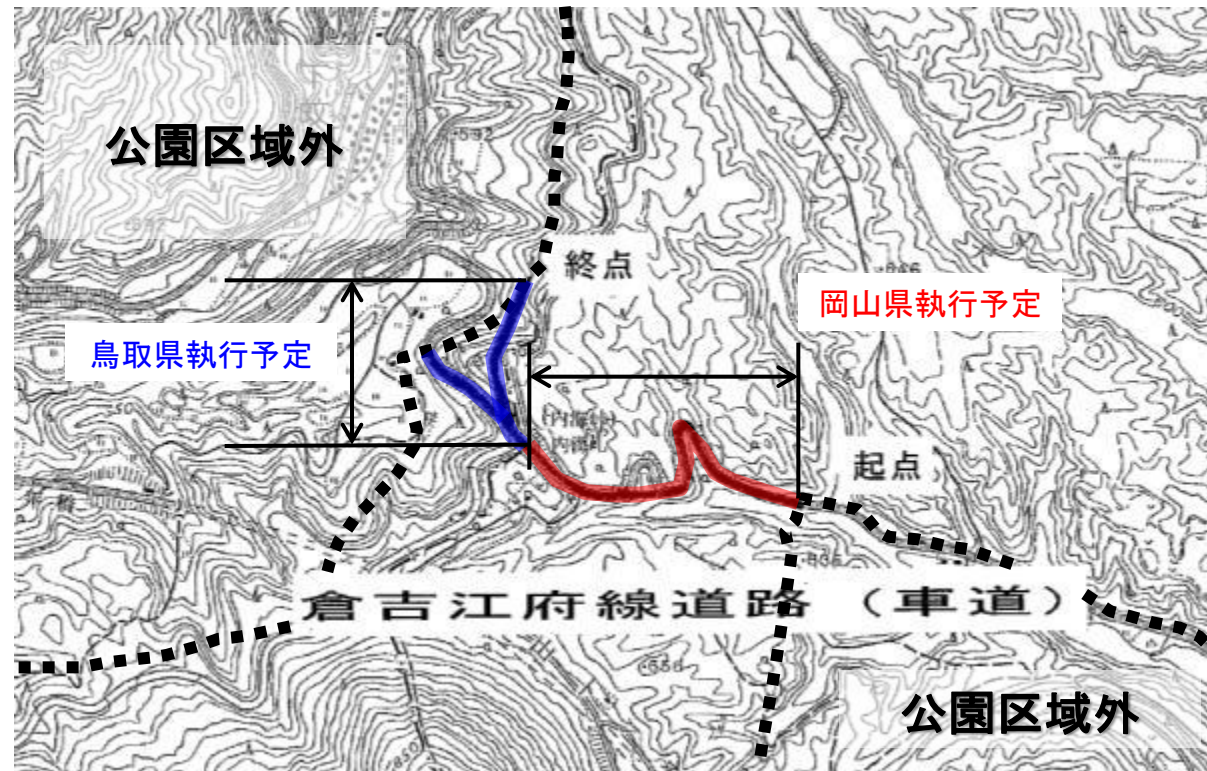 公園区域外
終点
岡山県執行予定
鳥取県執行予定
起点
倉吉江府線道路（車道）
公園区域外